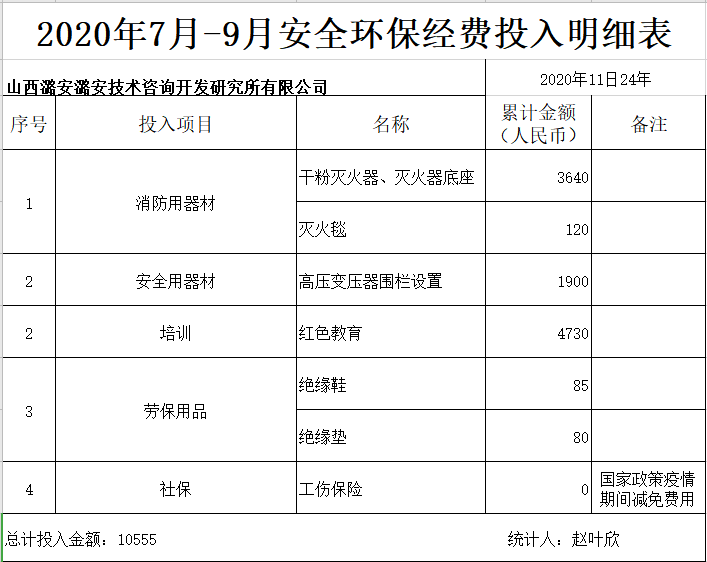 2020年7月-9月安全环保经费投入明细表
山西潞安潞安技术咨询开发研究所有限公司 2020年11日24年
序号 投入项目 名称 累计金额（人民币） 备注
1 消防用器材 干粉灭火器、灭火器底座 3640
灭火毯 120
2 安全用器材 高压变压器围栏设置 1900
2 培训 红色教育 4730
3 劳保用品 绝缘鞋 85
绝缘垫 80
4 社保 工伤保险 0 国家政策疫情期间减免费用
总计投入金额：10555 统计人：赵叶欣